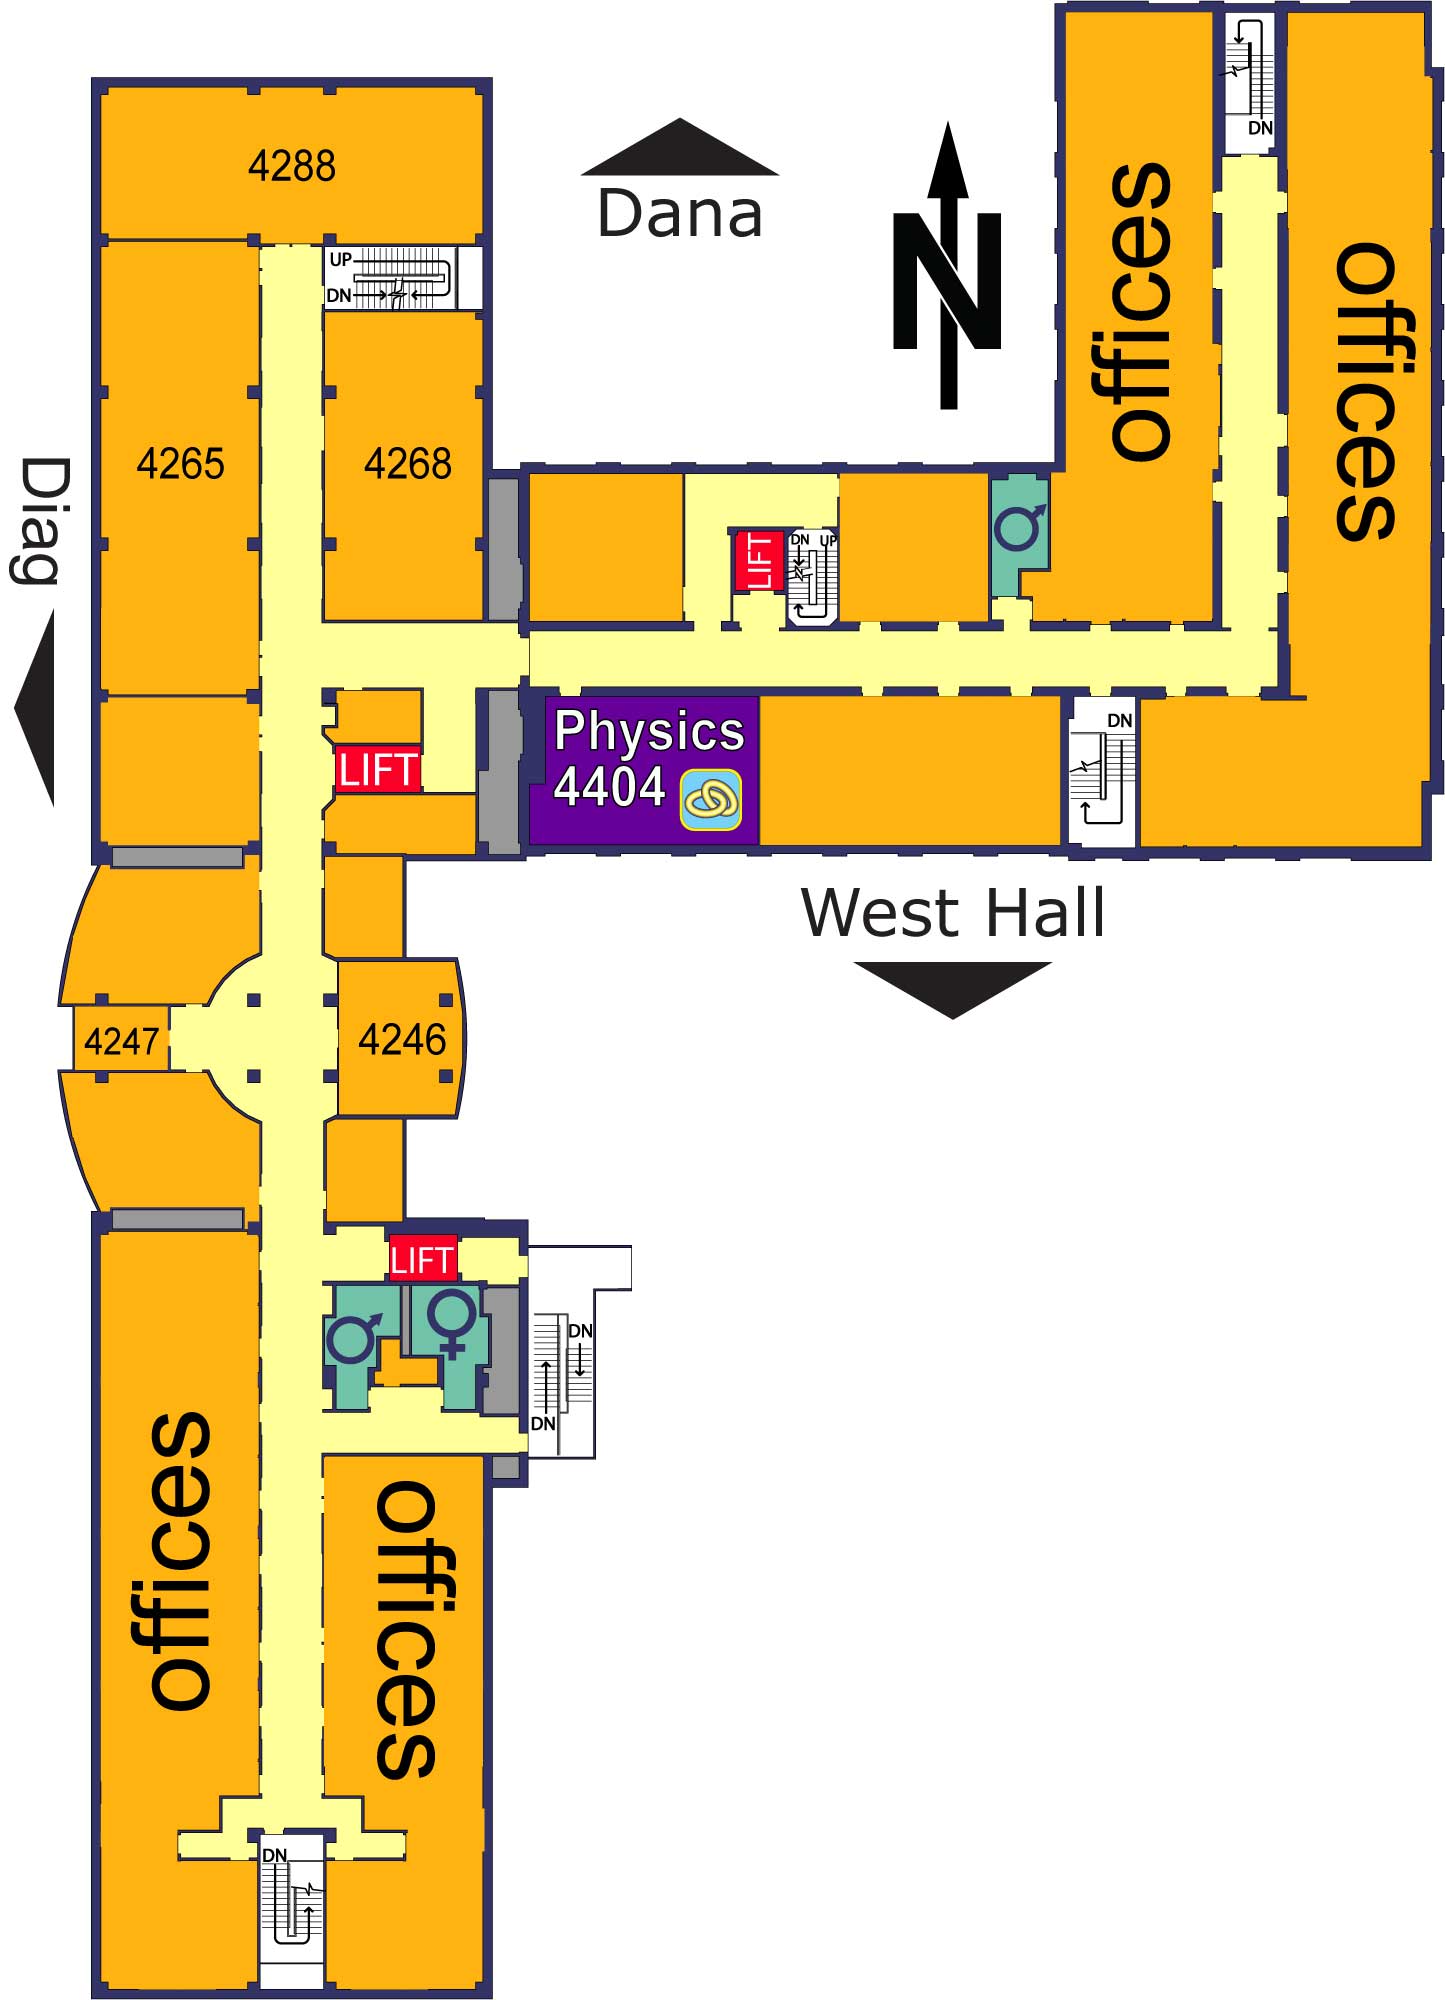 DN
4288
Dana
N
offices
offices
UP
DN
Diag
4265
4268
LIFT
DN
UP
Physics
4404
DN
LIFT
West Hall
4247
4246
LIFT
DN
DN
offices
offices
DN